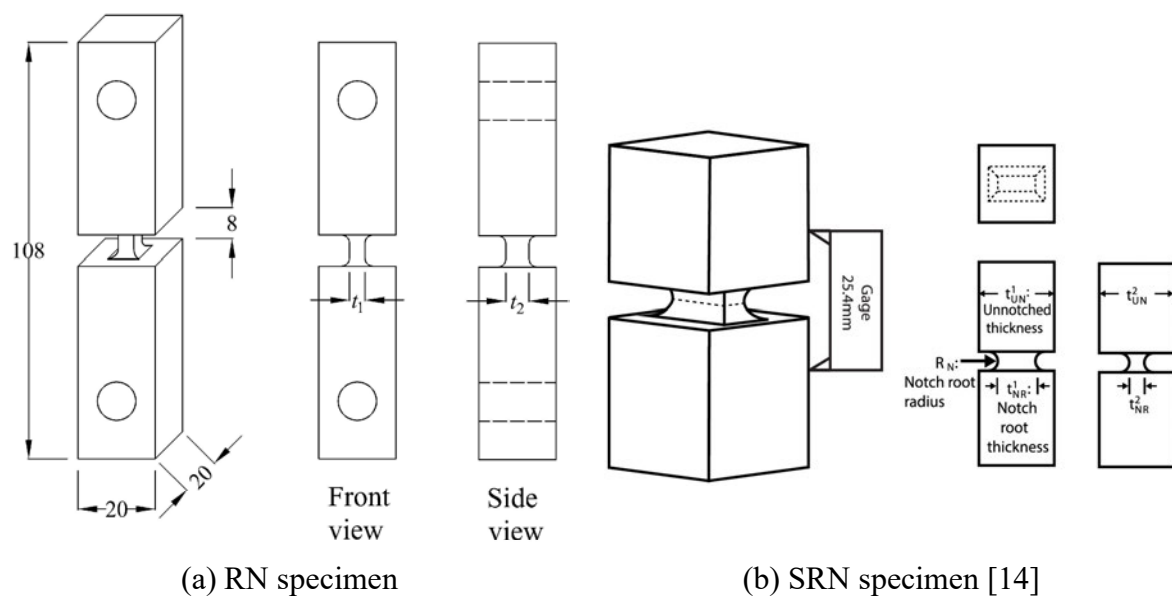 108
8
20
20
t₁
Front
view
t₂
Side
view
Gage
25.4mm
t¹UN:
Unnotched
thickness
t²UN
R N:
Notch root
radius
t¹NR:
Notch
root
thickness
t²NR
(a) RN specimen
(b) SRN specimen [14]